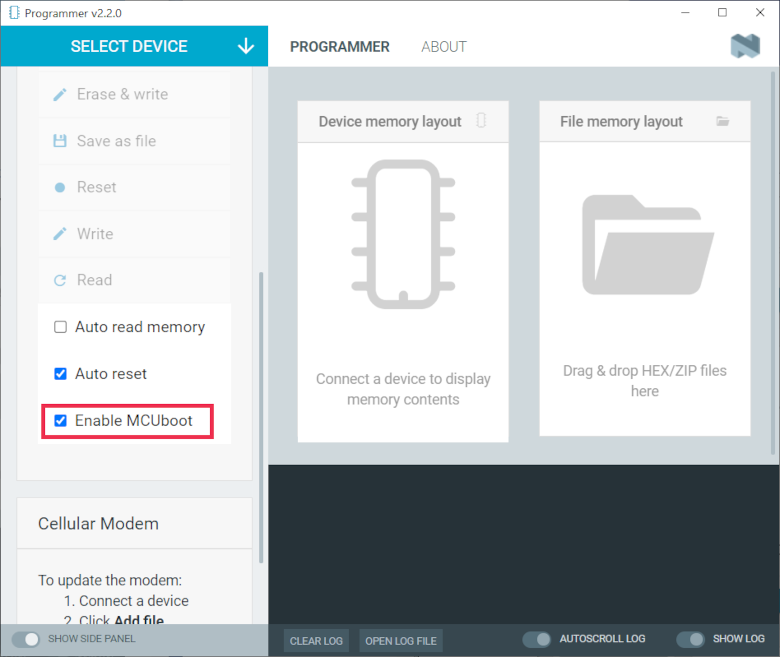 Programmer v2.2.0
SELECT DEVICE
PROGRAMMER
ABOUT
Erase & write
Save as file
Reset
Write
Read
Auto read memory
Auto reset
Enable MCUboot
Cellular Modem
To update the modem:
1. Connect a device
2. Click Add file
Device memory layout
Connect a device to display
memory contents
File memory layout
Drag & drop HEX/ZIP files
here
SHOW SIDE PANEL
CLEAR LOG
OPEN LOG FILE
AUTOSCROLL LOG
SHOW LOG